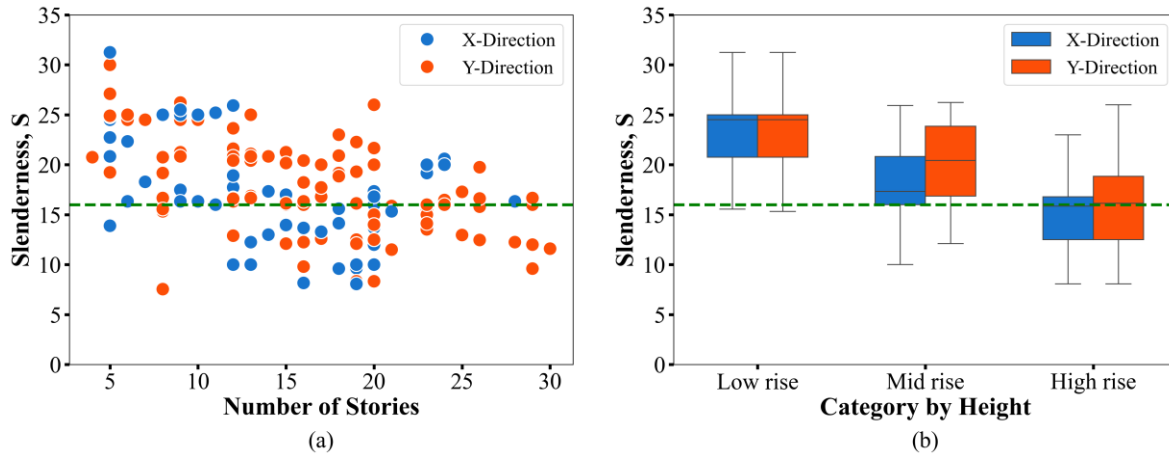 35
30
25
20
15
10
5
0
Slenderness, S
X-Direction
Y-Direction
5 10 15 20 25 30
Number of Stories
(a)
35
30
25
20
15
10
5
0
Slenderness, S
X-Direction
Y-Direction
Low rise Mid rise High rise
Category by Height
(b)